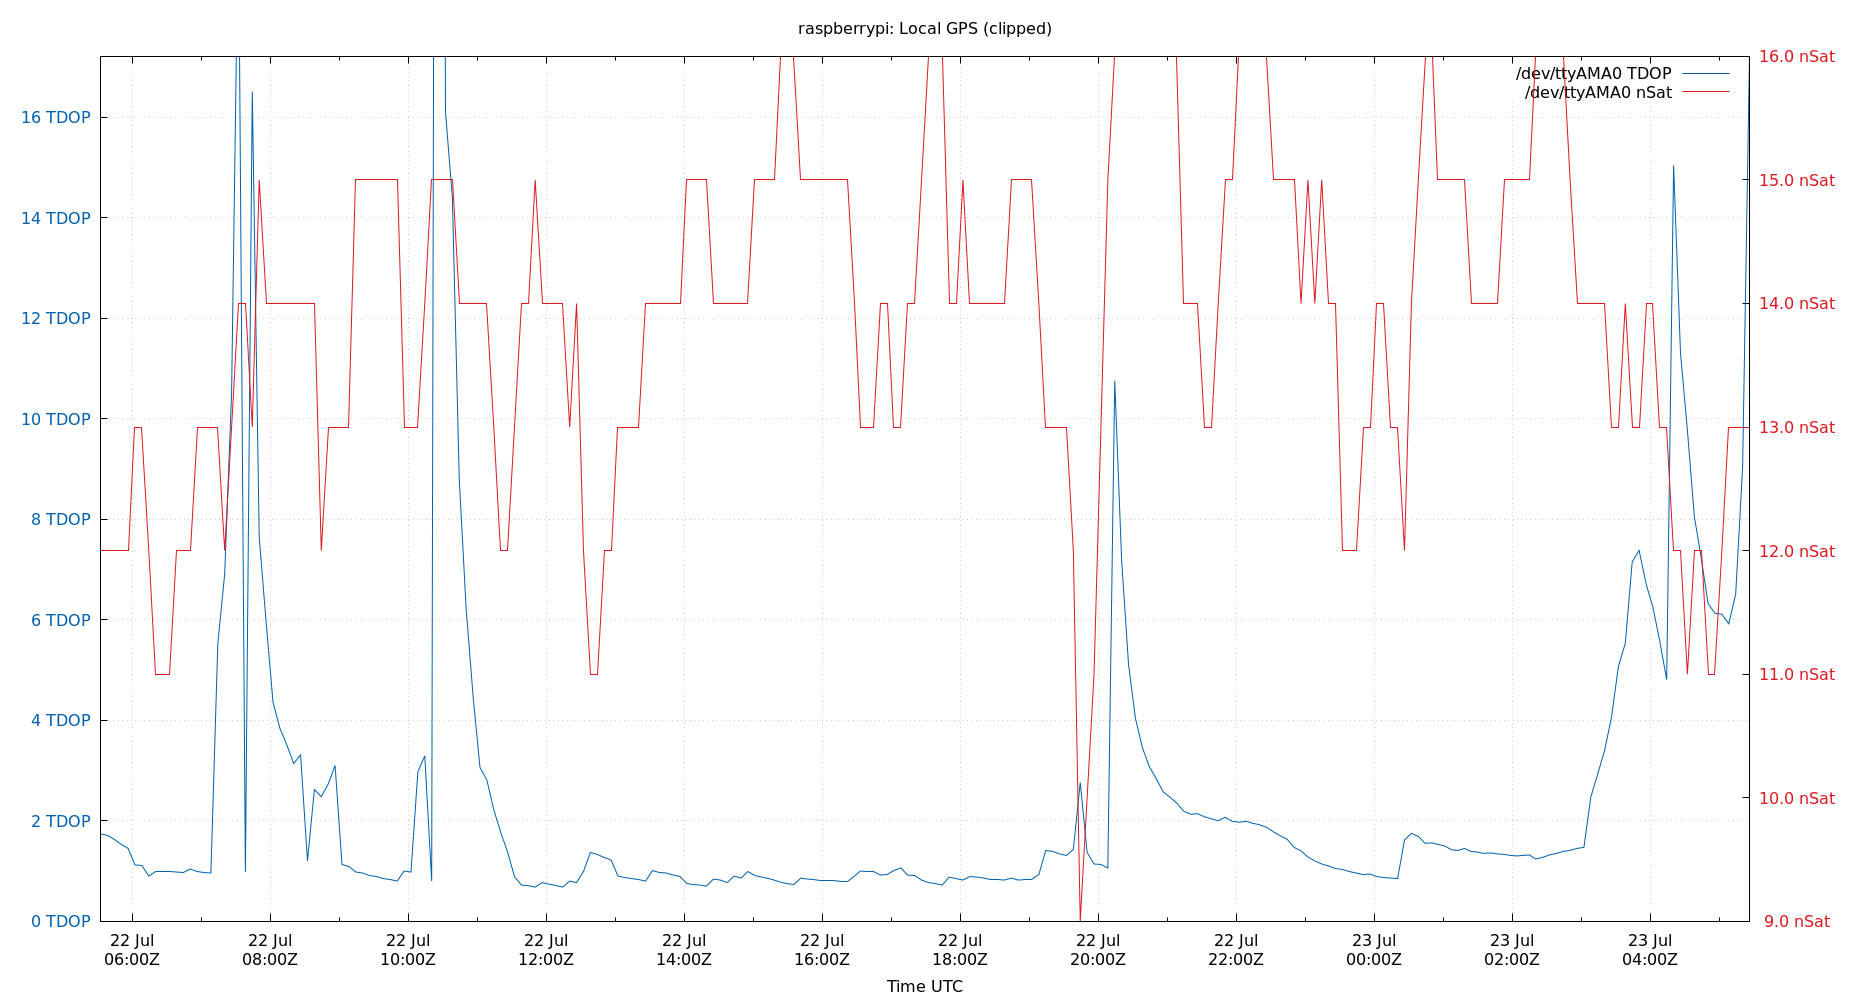 raspberrypi: Local GPS (clipped)
/dev/ttyAMA0 TDOP
/dev/ttyAMA0 nSat
16 TDOP
14 TDOP
12 TDOP
10 TDOP
8 TDOP
6 TDOP
4 TDOP
2 TDOP
0 TDOP
16.0 nSat
15.0 nSat
14.0 nSat
13.0 nSat
12.0 nSat
11.0 nSat
10.0 nSat
9.0 nSat
22 Jul
06:00Z
22 Jul
08:00Z
22 Jul
10:00Z
22 Jul
12:00Z
22 Jul
14:00Z
22 Jul
16:00Z
22 Jul
18:00Z
22 Jul
20:00Z
22 Jul
22:00Z
23 Jul
00:00Z
23 Jul
02:00Z
23 Jul
04:00Z
Time UTC